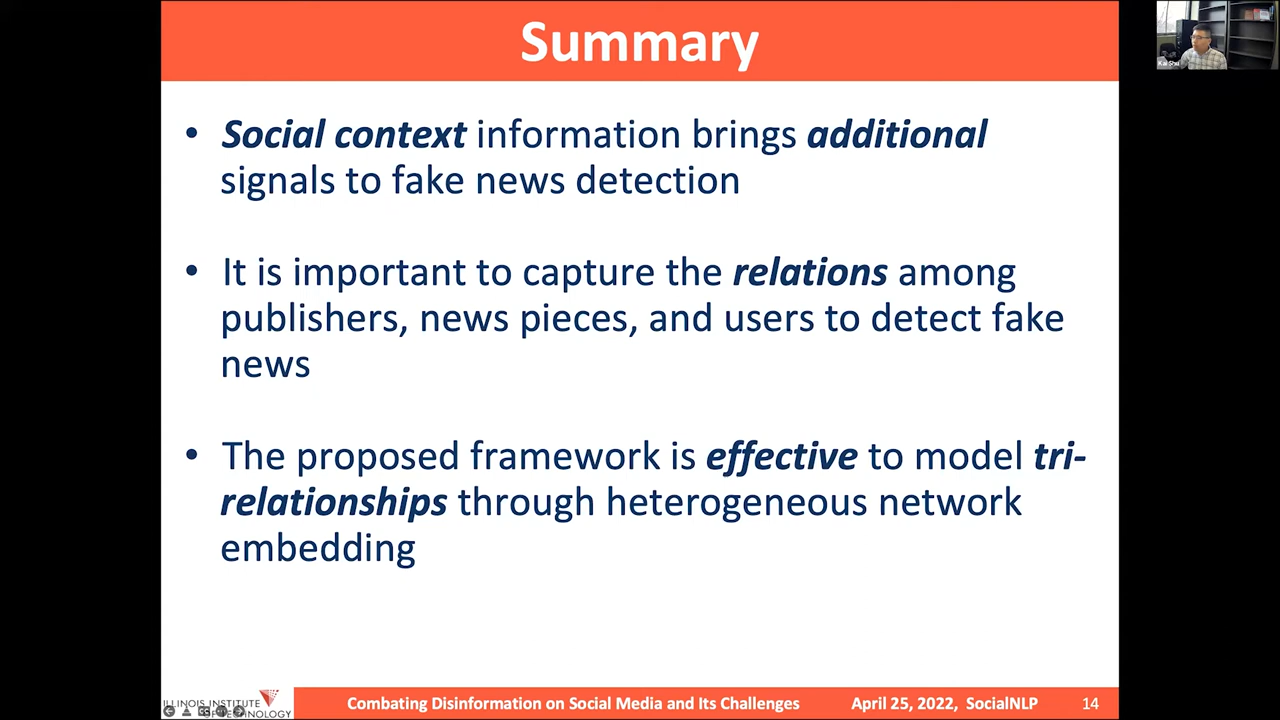 Summary
Kai Shu
• Social context information brings additional
signals to fake news detection
• It is important to capture the relations among
publishers, news pieces, and users to detect fake
news
• The proposed framework is effective to model tri-
relationships through heterogeneous network
embedding
ILLINOIS INSTITUTE
OF TECHNOLOGY
Combating Disinformation on Social Media and Its Challenges
April 25, 2022, SocialNLP
14